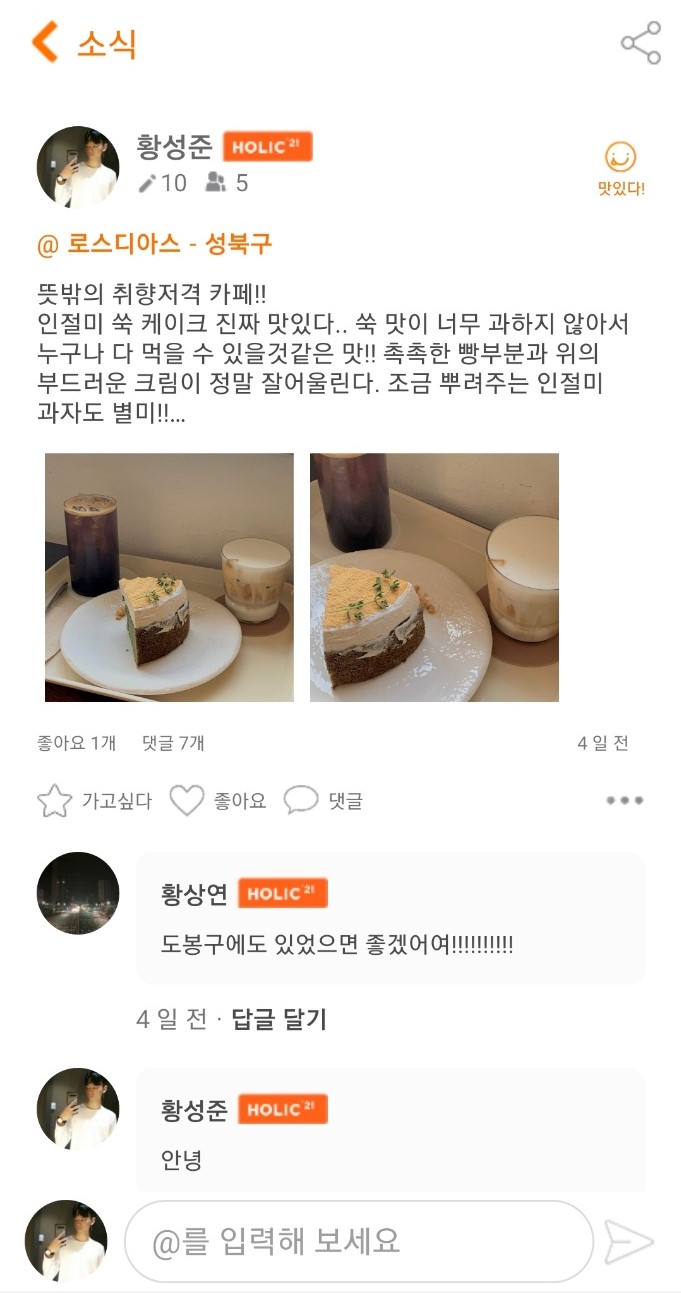 소식
황성준 HOLIC '21
10 5
맛있다!
@ 로스디아스 - 성북구
뜻밖의 취향저격 카페!!
인절미 쑥 케이크 진짜 맛있다.. 쑥 맛이 너무 과하지 않아서
누구나 다 먹을 수 있을것같은 맛!! 촉촉한 빵부분과 위의
부드러운 크림이 정말 잘어울린다. 조금 뿌려주는 인절미
과자도 별미!!...
좋아요 1개 댓글 7개 4 일 전
가고싶다 좋아요 댓글
황상연 HOLIC '21
도봉구에도 있었으면 좋겠어여!!!!!!!!!!
4 일 전 · 답글 달기
황성준 HOLIC '21
안녕
@를 입력해 보세요